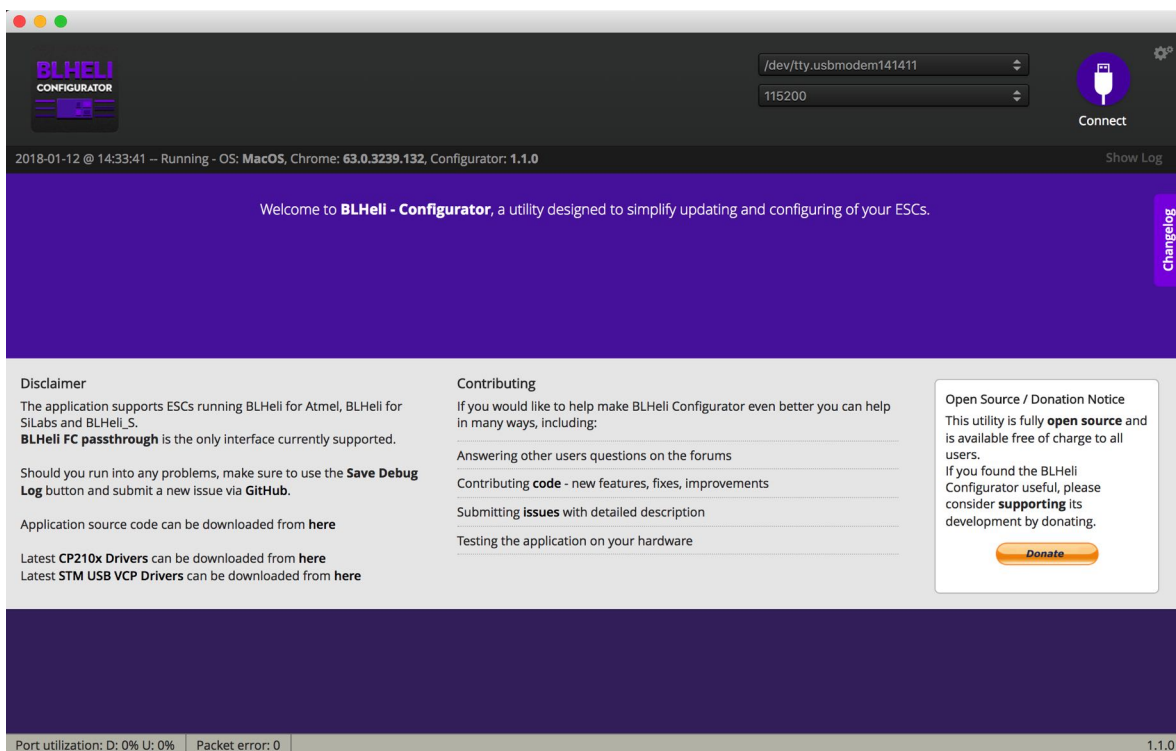 BLHELI
CONFIGURATOR
/dev/tty.usbmodem141411
115200
Connect
2018-01-12 @ 14:33:41 -- Running - OS: MacOS, Chrome: 63.0.3239.132, Configurator: 1.1.0
Show Log
Welcome to BLHeli - Configurator, a utility designed to simplify updating and configuring of your ESCs.
Changelog
Disclaimer
The application supports ESCs running BLHeli for Atmel, BLHeli for
SiLabs and BLHeli_S.
BLHeli FC passthrough is the only interface currently supported.
Should you run into any problems, make sure to use the Save Debug
Log button and submit a new issue via GitHub.
Application source code can be downloaded from here
Latest CP210x Drivers can be downloaded from here
Latest STM USB VCP Drivers can be downloaded from here
Contributing
If you would like to help make BLHeli Configurator even better you can help
in many ways, including:
Answering other users questions on the forums
Contributing code - new features, fixes, improvements
Submitting issues with detailed description
Testing the application on your hardware
Open Source / Donation Notice
This utility is fully open source and
is available free of charge to all
users.
If you found the BLHeli
Configurator useful, please
consider supporting its
development by donating.
Donate
Port utilization: D: 0% U: 0%
Packet error: 0
1.1.0